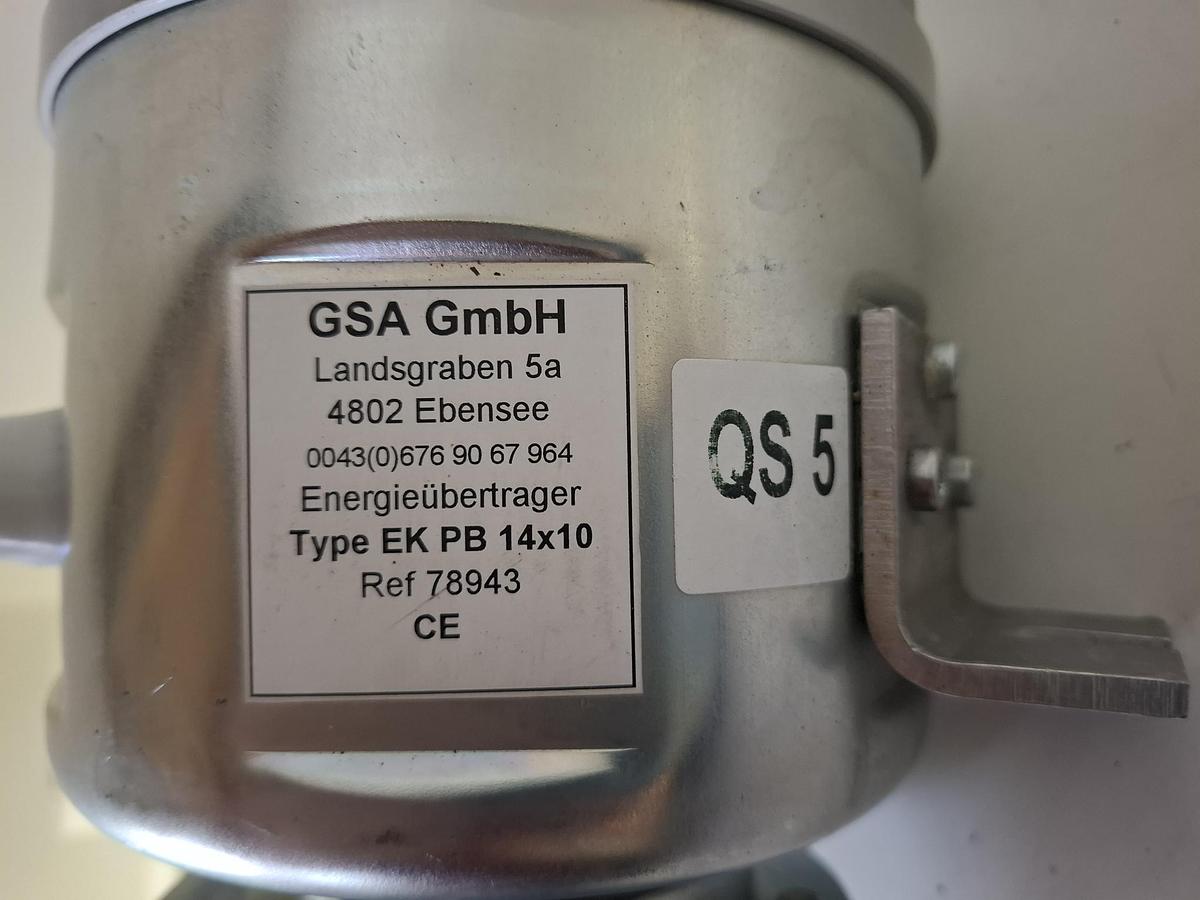 GSA GmbH
Landsgraben 5a
4802 Ebensee
0043(0)676 90 67 964
Energieübertrager
Type EK PB 14x10
Ref 78943
CE
QS 5